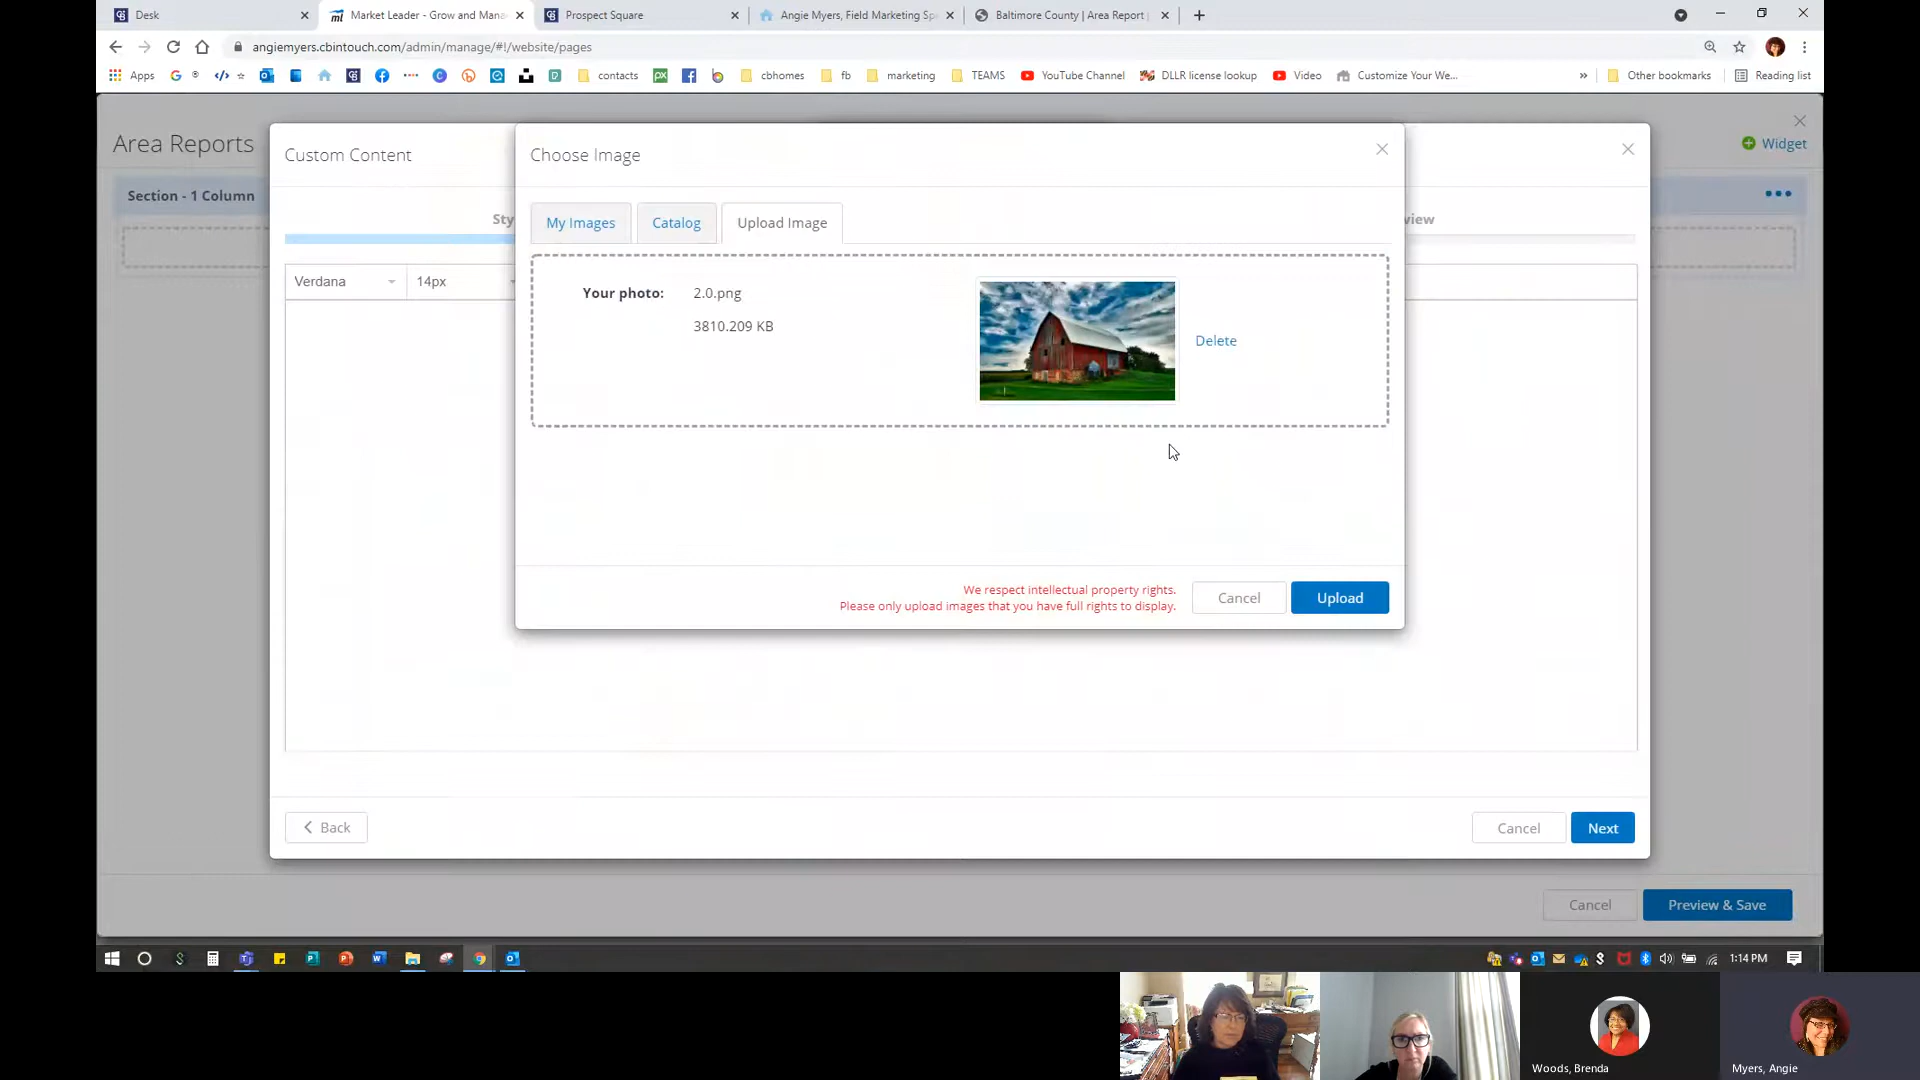 Desk
Market Leader - Grow and Mana
Prospect Square
Angie Myers, Field Marketing Sp
Baltimore County | Area Report
angiemyers.cbintouch.com/admin/manage/#!/website/pages
Apps
contacts
cbhomes
fb
marketing
TEAMS
YouTube Channel
DLLR license lookup
Video
Customize Your We...
Other bookmarks
Reading list
Area Reports
Widget
Section - 1 Column
Custom Content
Sty
view
Verdana
14px
Choose Image
My Images
Catalog
Upload Image
Your photo:
2.0.png
3810.209 KB
Delete
We respect intellectual property rights.
Please only upload images that you have full rights to display.
Cancel
Upload
Back
Cancel
Next
Cancel
Preview & Save
1:14 PM
Woods, Brenda
Myers, Angie